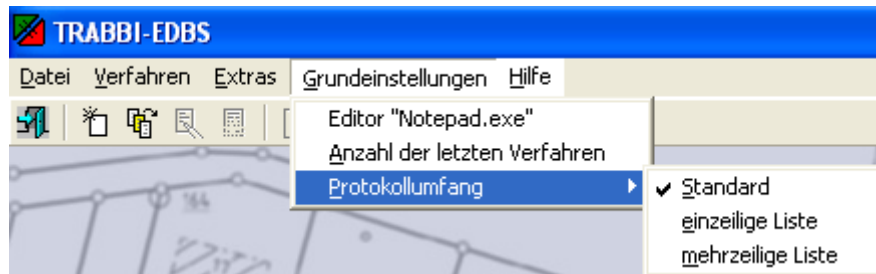 TRABBI-EDBS
Datei Verfahren Extras Grundeinstellungen Hilfe
Editor "Notepad.exe"
Anzahl der letzten Verfahren
Protokollumfang
Standard
einzeilige Liste
mehrzeilige Liste
164